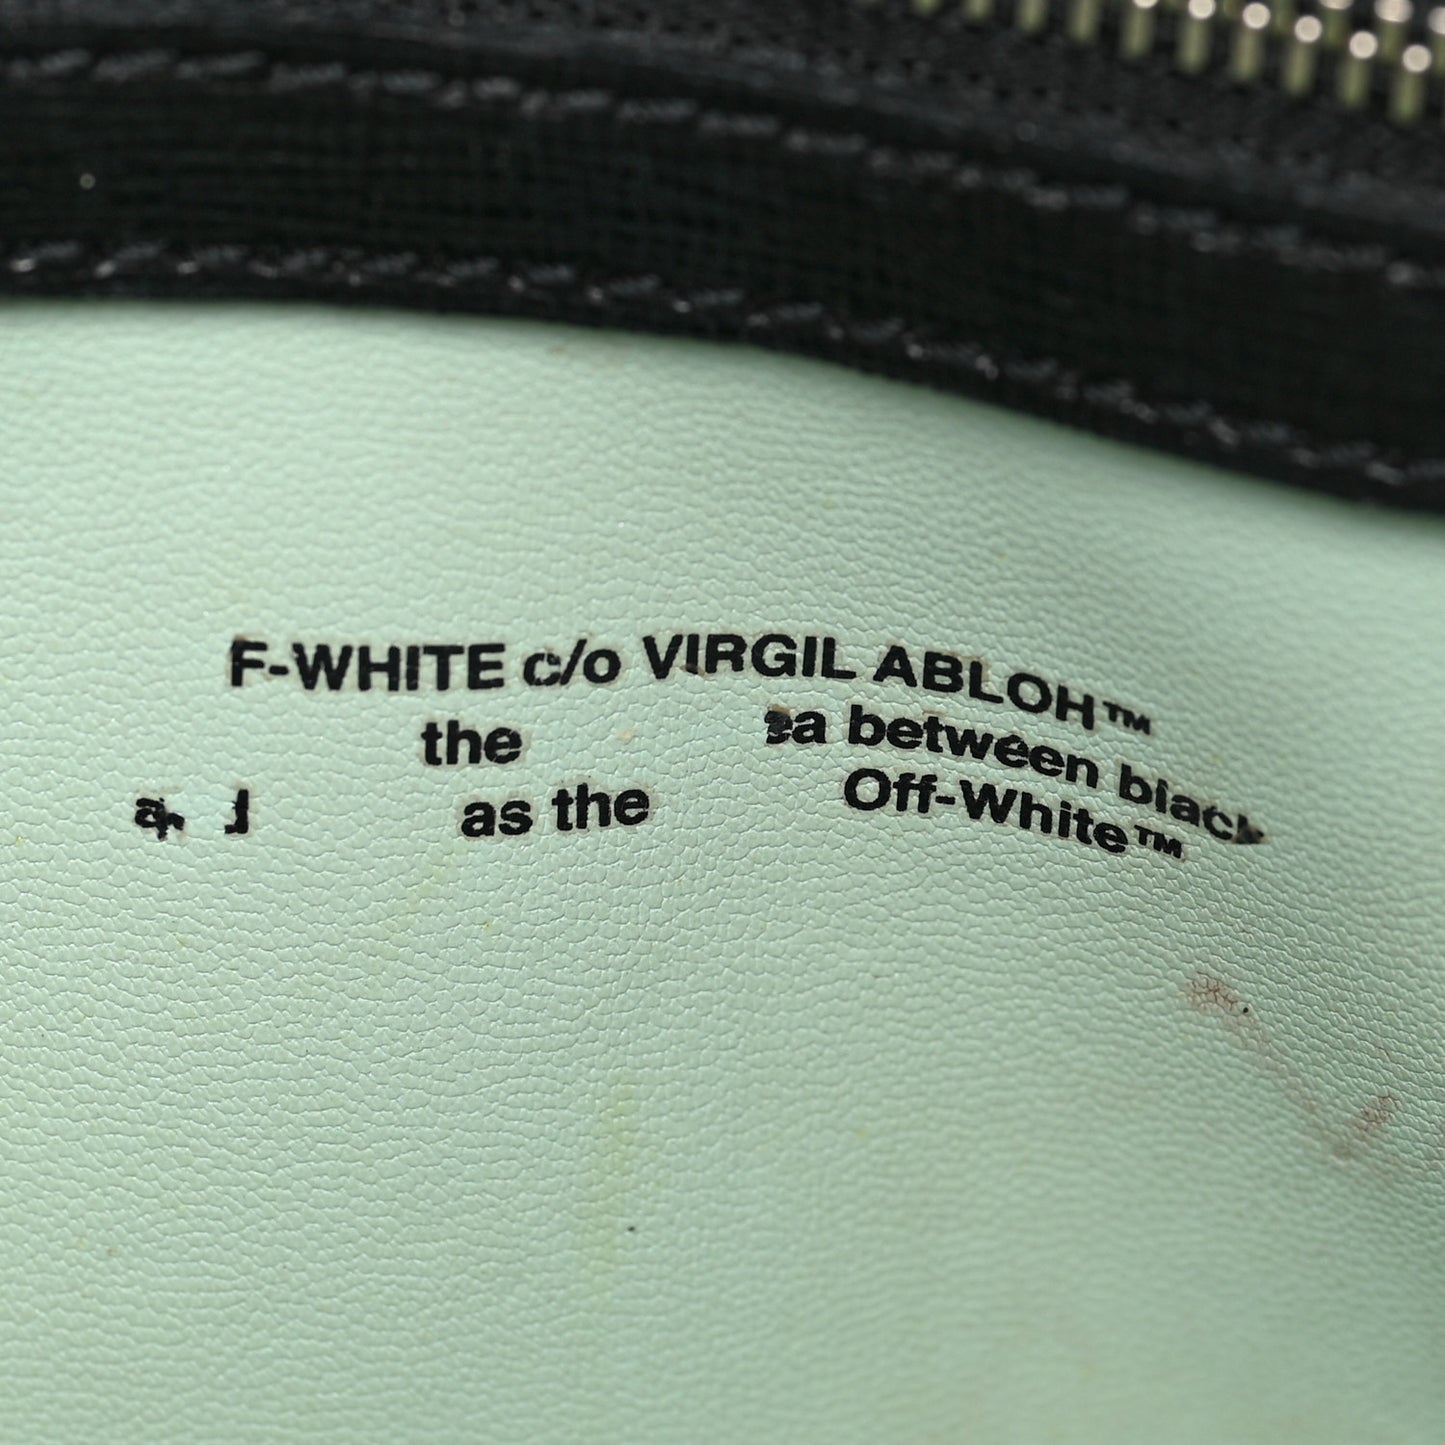 F-WHITE c/o VIRGIL ABLOH™
the between black
as the Off-White™